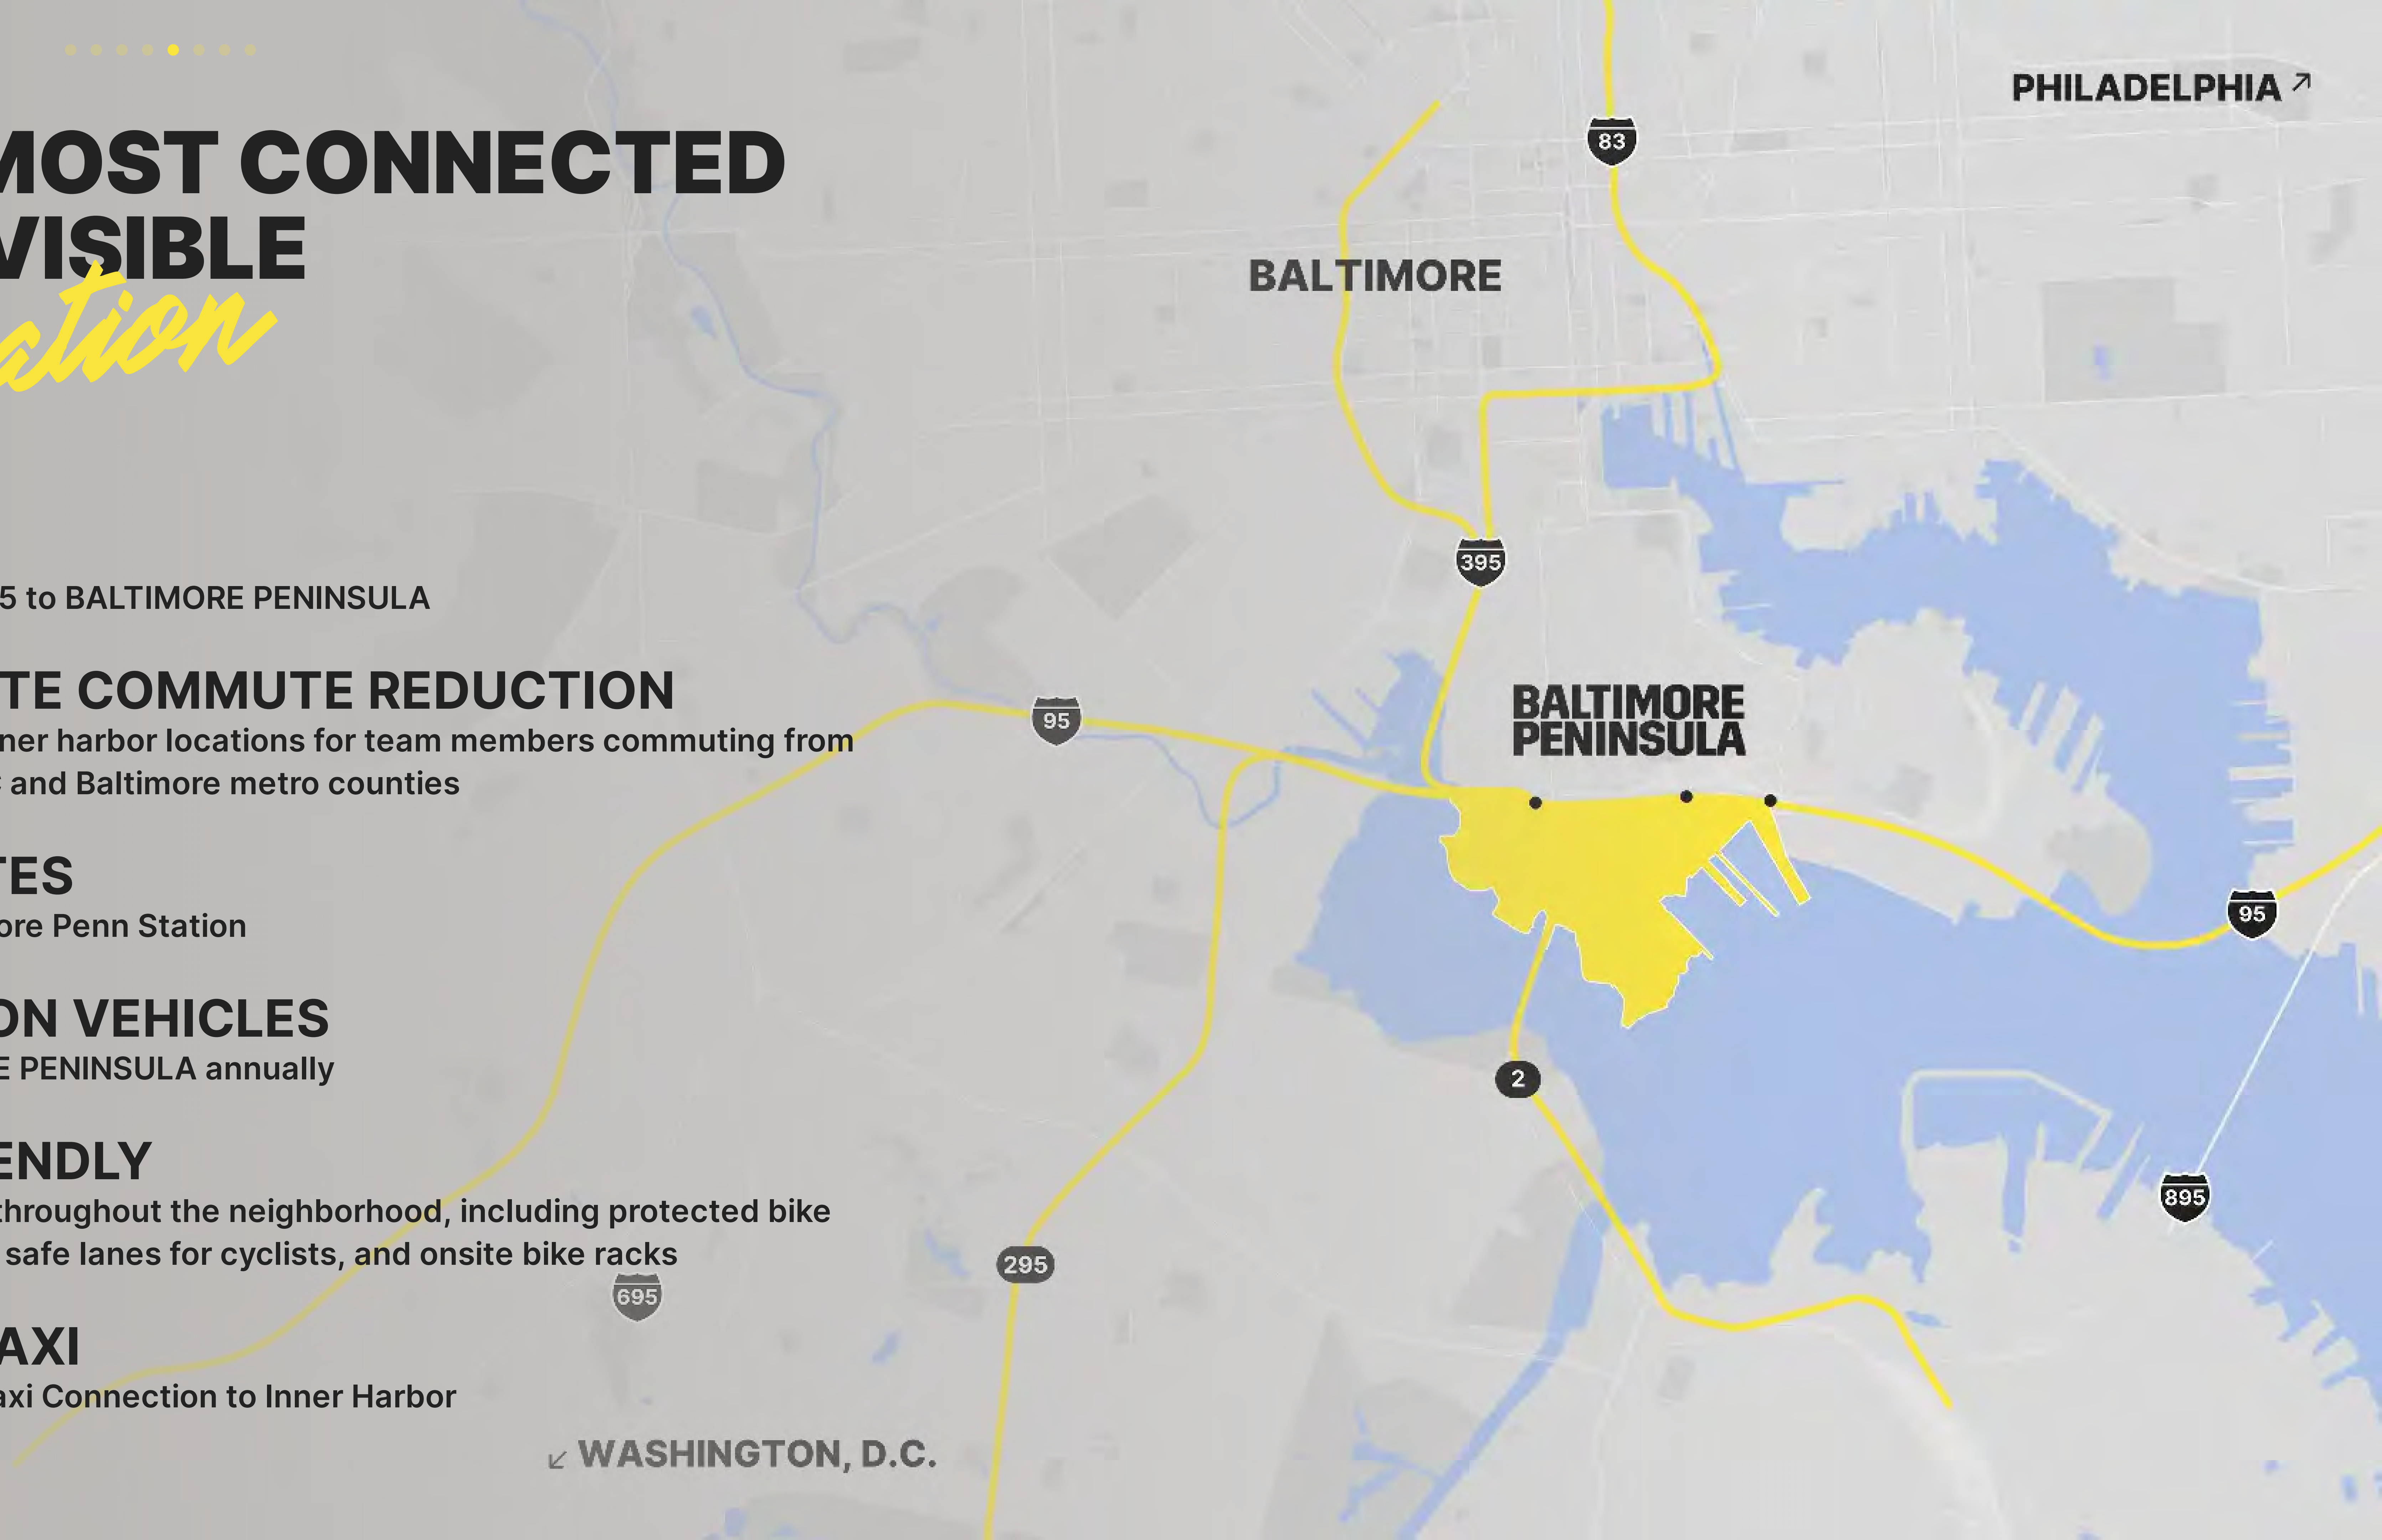 MOST CONNECTED
VISIBLE
ation
5 to BALTIMORE PENINSULA
TE COMMUTE REDUCTION
ner harbor locations for team members commuting from
and Baltimore metro counties
TES
ore Penn Station
ON VEHICLES
E PENINSULA annually
ENDLY
throughout the neighborhood, including protected bike
safe lanes for cyclists, and onsite bike racks
AXI
axi Connection to Inner Harbor
PHILADELPHIA ↗
83
BALTIMORE
395
95
BALTIMORE
PENINSULA
95
2
895
295
695
↙ WASHINGTON, D.C.